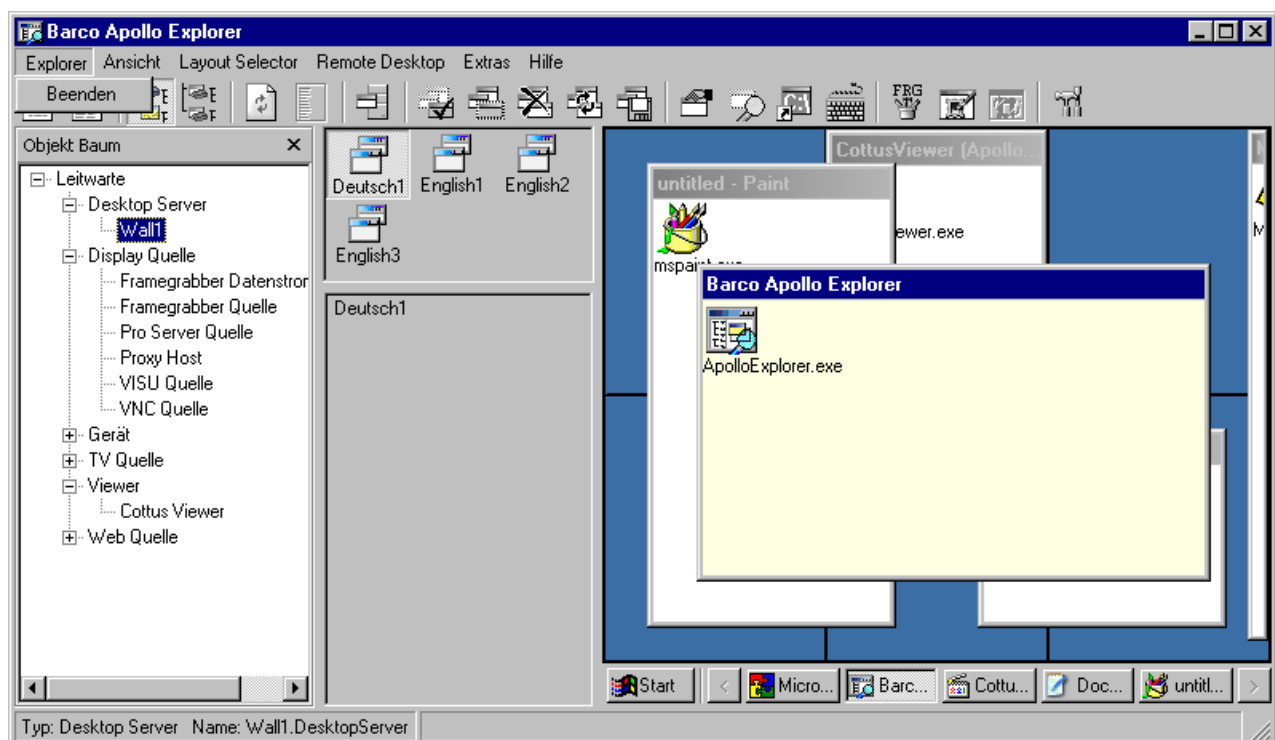 Barco Apollo Explorer
Explorer Ansicht Layout Selector Remote Desktop Extras Hilfe
Beenden
FRG
C:\
Objekt Baum
Leitwarte
Desktop Server
Wall1
Display Quelle
Framegrabber Datenstror
Framegrabber Quelle
Pro Server Quelle
Proxy Host
VISU Quelle
VNC Quelle
Gerät
TV Quelle
Viewer
Cottus Viewer
Web Quelle
Deutsch1 English1 English2
English3
Deutsch1
CottusViewer (Apollo...
ewer.exe
untitled - Paint
mspaint.exe
Barco Apollo Explorer
ApolloExplorer.exe
M
Start < Micro... Barc... Cottu... Doc... untitl... >
Typ: Desktop Server Name: Wall1.DesktopServer